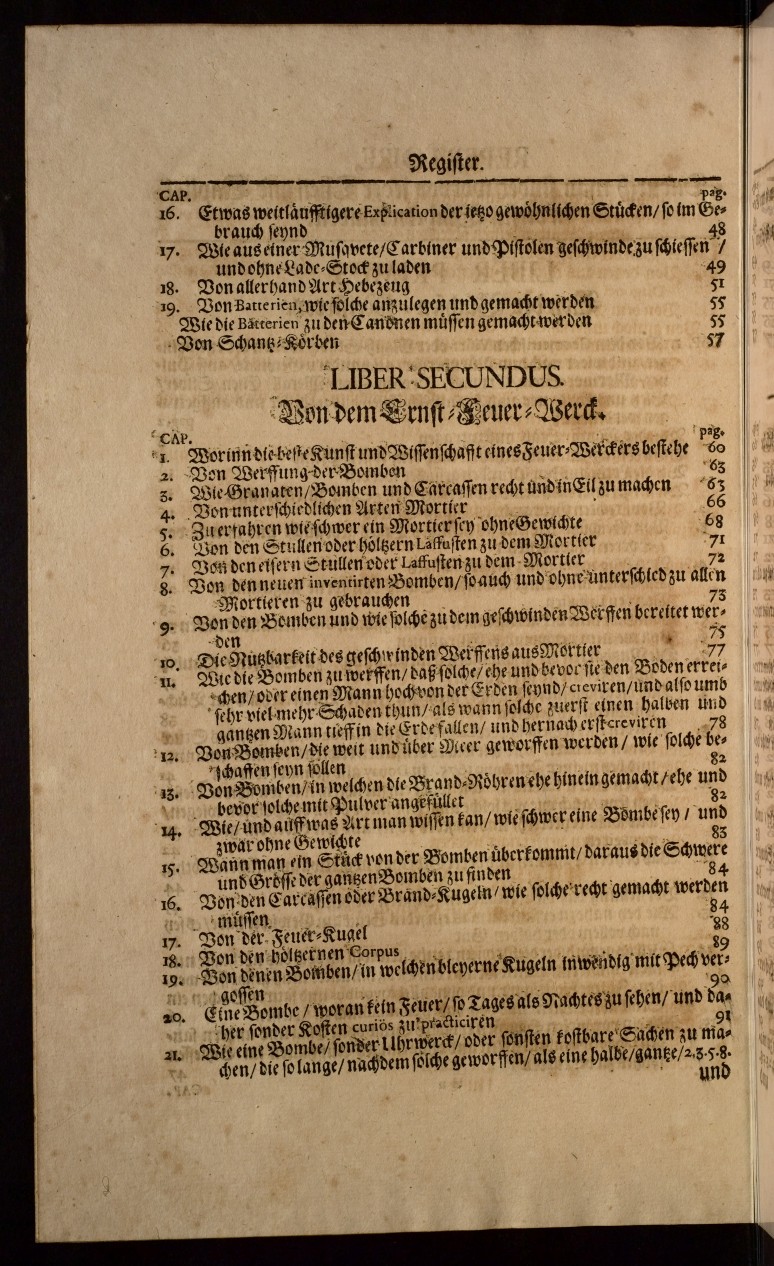 Register.
CAP. pag.
16. Etwas weitläufftigere Explication der jetzo gewöhnlichen Stücken/ so im Ge-
brauch seynd 48
17. Wie aus einer Musqvete/ Carbiner und Pistolen geschwinde zu schiessen /
und ohne Lade-Stock zu laden 49
18. Von allerhand Art Hebezeug 51
19. Von Batterien, wie solche anzulegen und gemacht werden 55
Wie die Batterien zu den Canonen müssen gemacht werden 55
Von Schantz-Körben 57
LIBER SECUNDUS.
Von dem Ernst-Feuer-Werck.
CAP. pag.
1. Worinn die beste Kunst und Wissenschafft eines Feuer-Werckers bestehe 60
2. Von Werffung der Bomben 63
3. Wie Granaten/ Bomben und Carcassen recht und in Eil zu machen 63
4. Von unterschiedlichen Arten Mortier 66
5. Zu erfahren wie schwer ein Mortier sey ohne Gewichte 68
6. Von den Stullen oder höltzern Laffusten zu dem Mortier 71
7. Von den eisern Stullen oder Laffusten zu dem Mortier 72
8. Von den neuen inventirten Bomben/ so auch und ohne unterschied zu allen
Mortieren zu gebrauchen 73
9. Von den Bomben und wie solche zu dem geschwinden Werffen bereitet wer-
den 75
10. Die Nützbarkeit des geschwinden Werffens aus Mortier 77
11. Wie die Bomben zu werffen/ daß solche/ ehe und bevor sie den Boden errei-
chen/ oder einen Mann hoch von der Erden seynd/ creviren/ und also umb
sehr viel mehr Schaden thun/ als wann solche zuerst einen halben und
gantzen Mann tieff in die Erde fallen/ und hernach erst creviren 78
12. Von Bomben/ die weit und über Meer geworffen werden/ wie solche be-
schaffen seyn sollen 82
13. Von Bomben/ in welchen die Brand-Röhren ehe hinein gemacht/ ehe und
bevor solche mit Pulver angefüllet 82
14. Wie/ und auff was Art man wissen kan/ wie schwer eine Bombe sey/ und
zwar ohne Gewichte 83
15. Wann man ein Stück von der Bomben überkommt/ daraus die Schwere
und Grösse der gantzen Bomben zu finden 84
16. Von den Carcassen oder Brand-Kugeln/ wie solche recht gemacht werden
müssen 84
17. Von der Feuer-Kugel 88
18. Von den höltzernen Corpus 89
19. Von denen Bomben/ in welchen bleyerne Kugeln inwendig mit Pech ver-
gossen 90
20. Eine Bombe/ woran kein Feuer/ so Tages als Nachtes zu sehen/ und da-
her sonder Kosten curiös zu practiciren 91
21. Wie eine Bombe/ sonder Uhrwerck/ oder sonsten kostbare Sachen zu ma-
chen/ die so lange/ nachdem solche geworffen/ als eine halbe/ gantze/ 2.3.5.8.
und